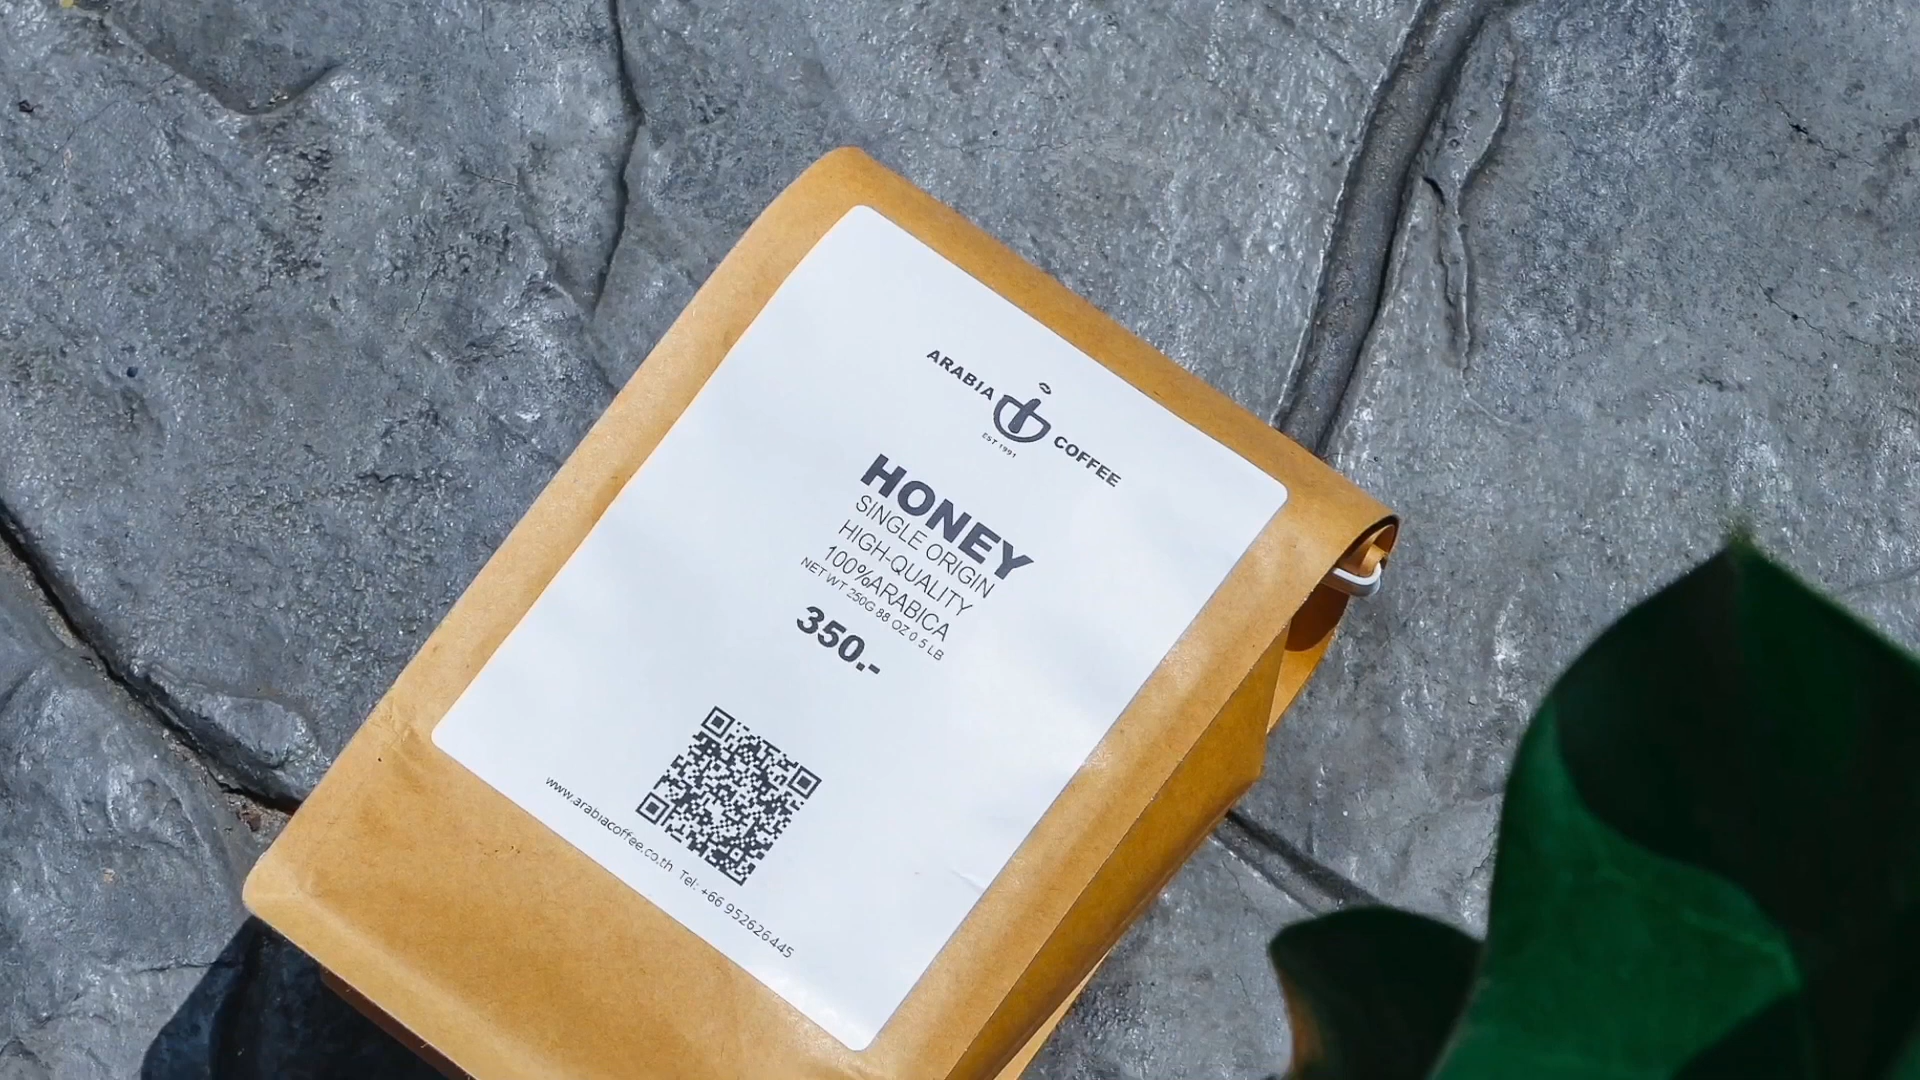 ARABIA COFFEE
EST 1991
HONEY
SINGLE ORIGIN
HIGH-QUALITY
100%ARABICA
NET WT 250G 88 OZ 0 5 LB
350.-
www.arabiacoffee.co.th Tel: +66 952626445